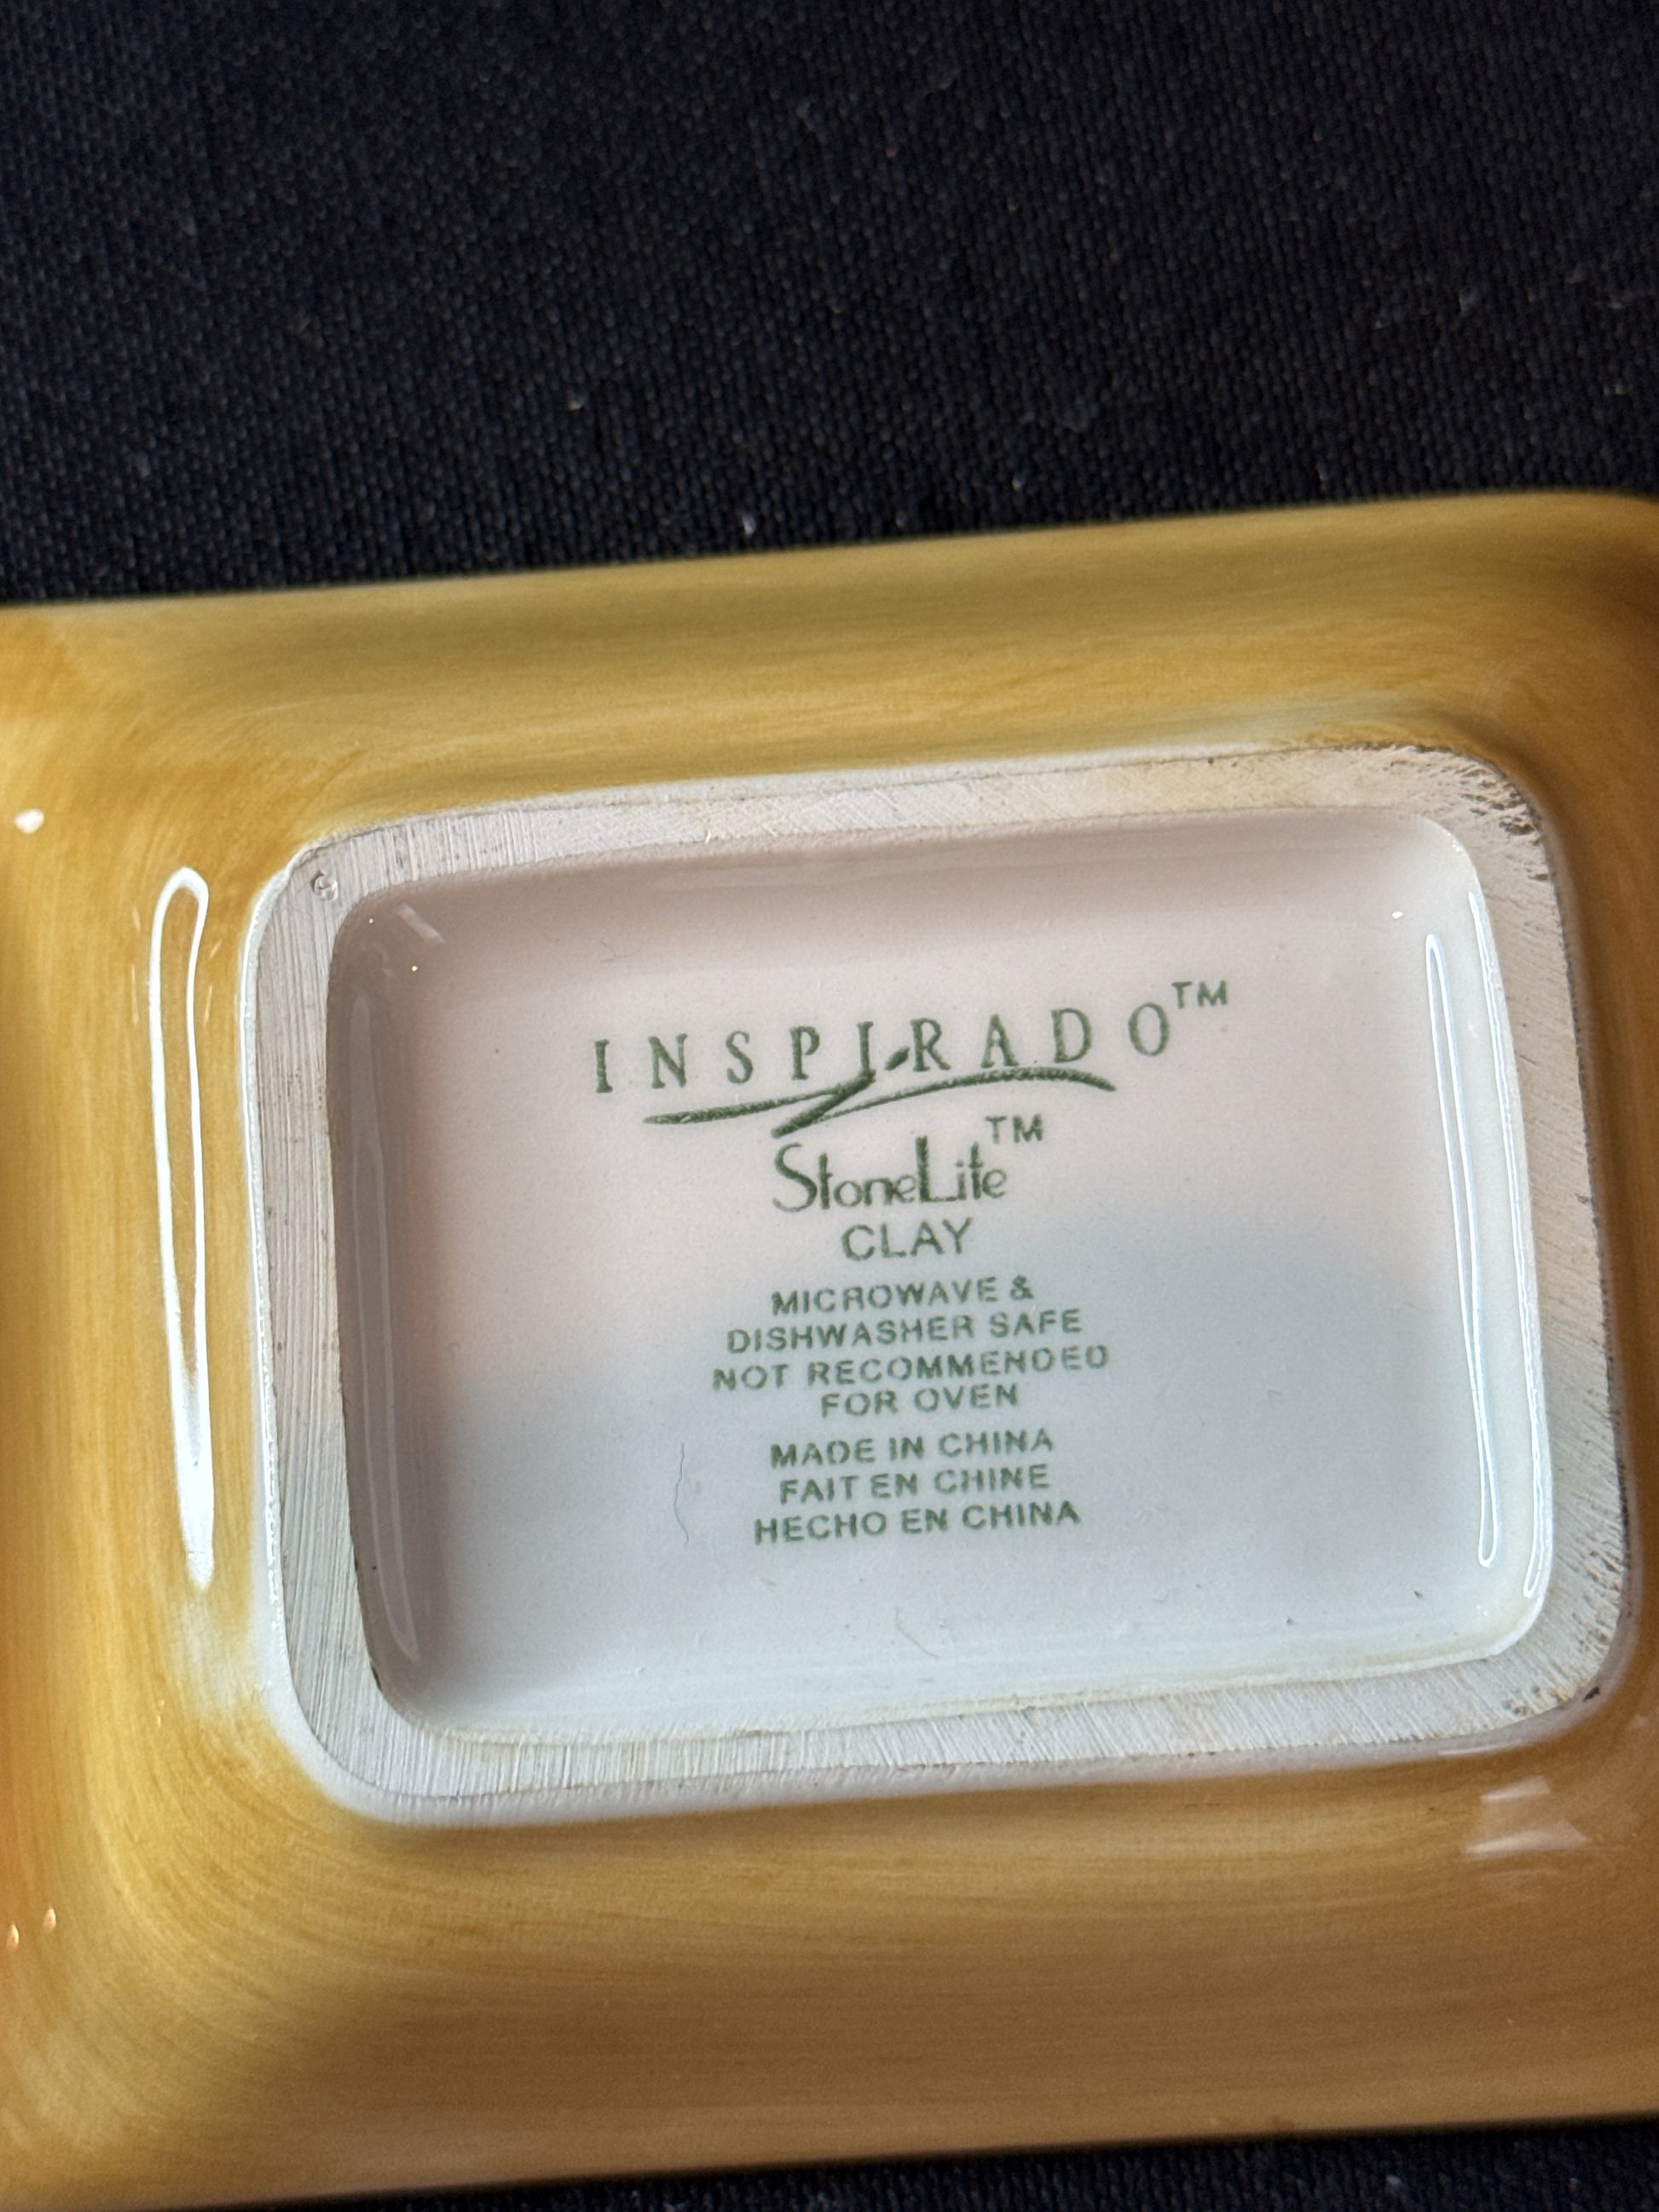 INSPIRADO™
StoneLite™
CLAY
MICROWAVE &
DISHWASHER SAFE
NOT RECOMMENDED
FOR OVEN
MADE IN CHINA
FAIT EN CHINE
HECHO EN CHINA